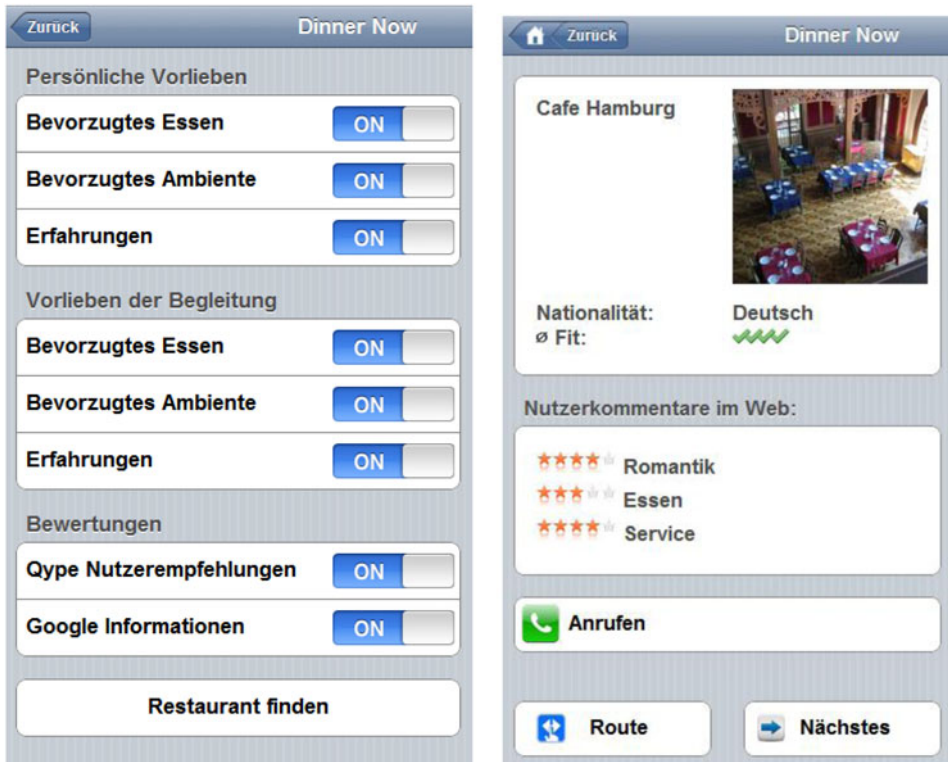 Zurück Dinner Now
Persönliche Vorlieben
Bevorzugtes Essen ON
Bevorzugtes Ambiente ON
Erfahrungen ON
Vorlieben der Begleitung
Bevorzugtes Essen ON
Bevorzugtes Ambiente ON
Erfahrungen ON
Bewertungen
Qype Nutzerempfehlungen ON
Google Informationen ON
Restaurant finden
Zurück Dinner Now
Cafe Hamburg
Nationalität: Deutsch
ø Fit:
Nutzerkommentare im Web:
Romantik
Essen
Service
Anrufen
Route Nächstes